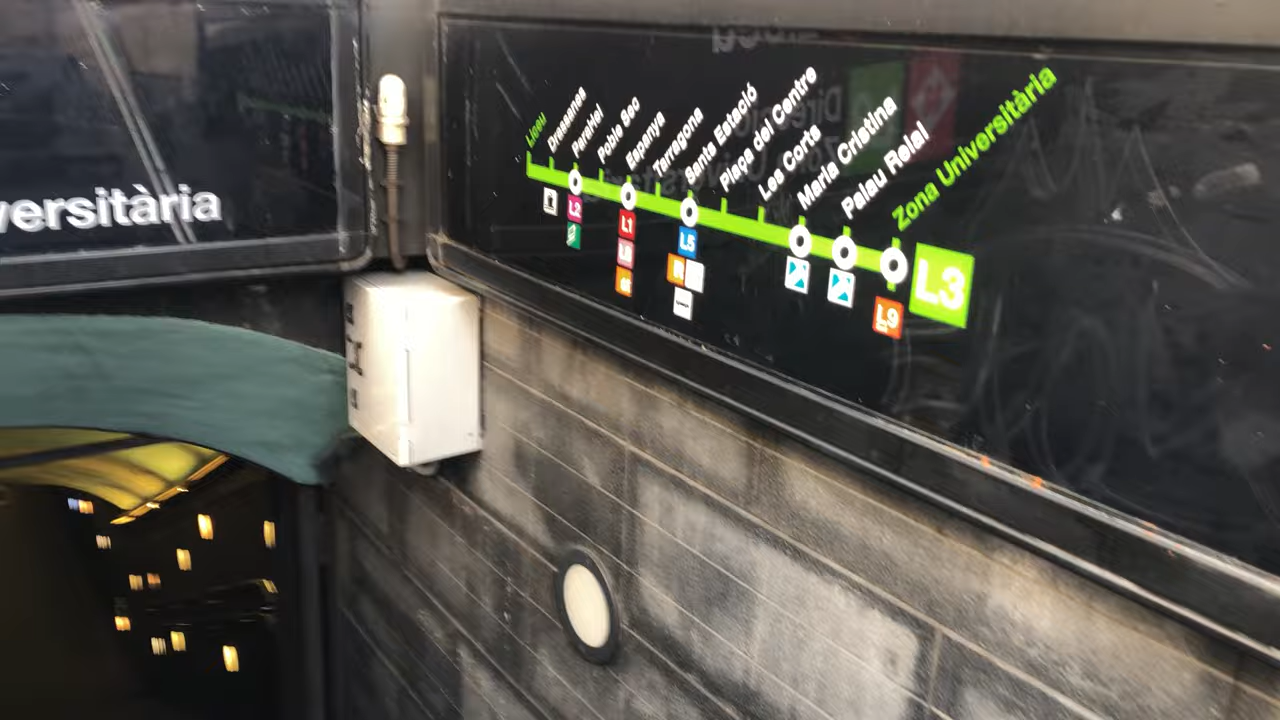 versitària
Liceu
Drassanes
Paral·lel
Poble Sec
Espanya
Tarragona
Sants Estació
Plaça del Centre
Les Corts
Maria Cristina
Palau Reial
Zona Universitària
L2
L1
L8
L5
R
L9
L3